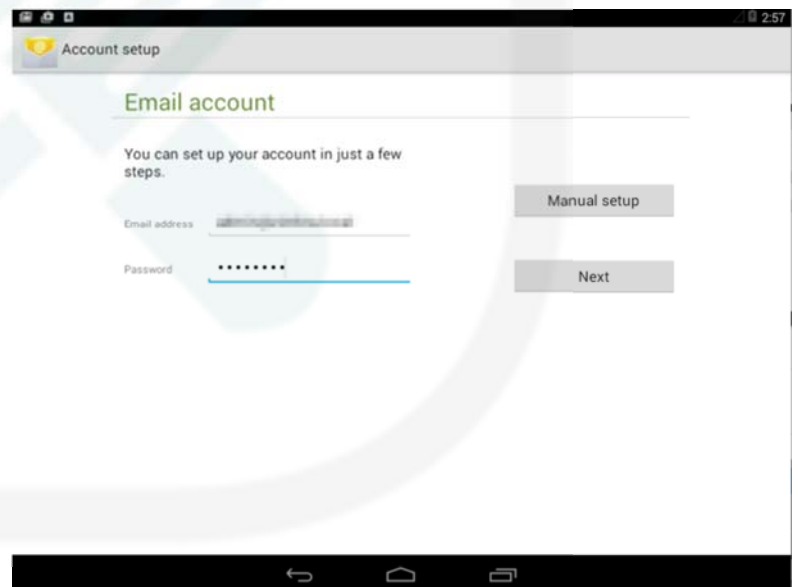 2:57
Account setup
Email account
You can set up your account in just a few
steps.
Manual setup
Email address
Password ••••••••
Next